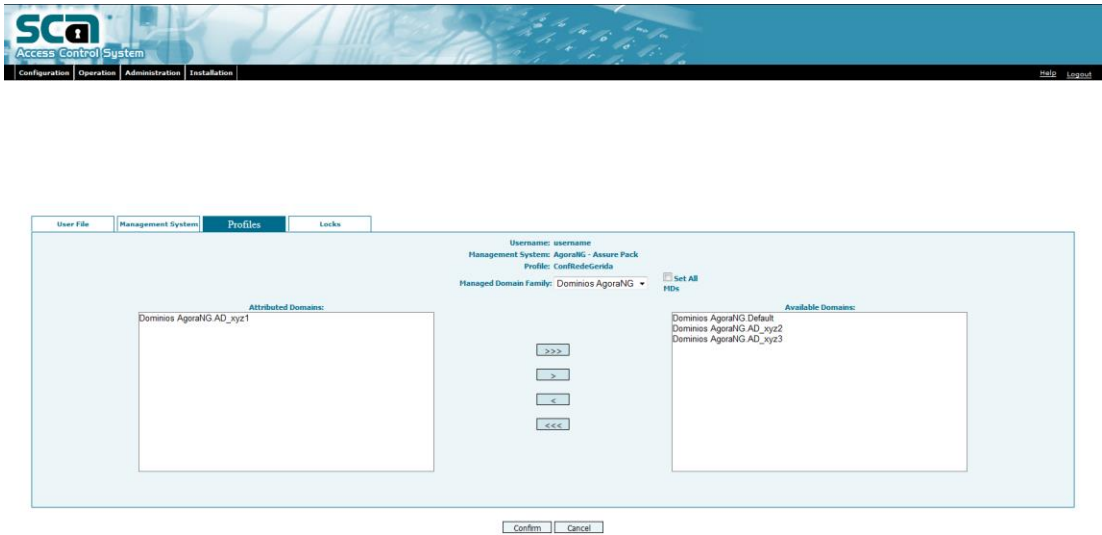 SCA
Access Control System
Configuration Operation Administration Installation Help Logout
User File Management System Profiles Locks
Username: username
Management System: AgoraNG - Assure Pack
Profile: ConfRedeGerida
Managed Domain Family: Dominios AgoraNG Set All
MDs
Attributed Domains: Available Domains:
Dominios AgoraNG.AD_xyz1 Dominios AgoraNG.Default
Dominios AgoraNG.AD_xyz2
Dominios AgoraNG.AD_xyz3
>>>
>
<
<<<
Confirm Cancel